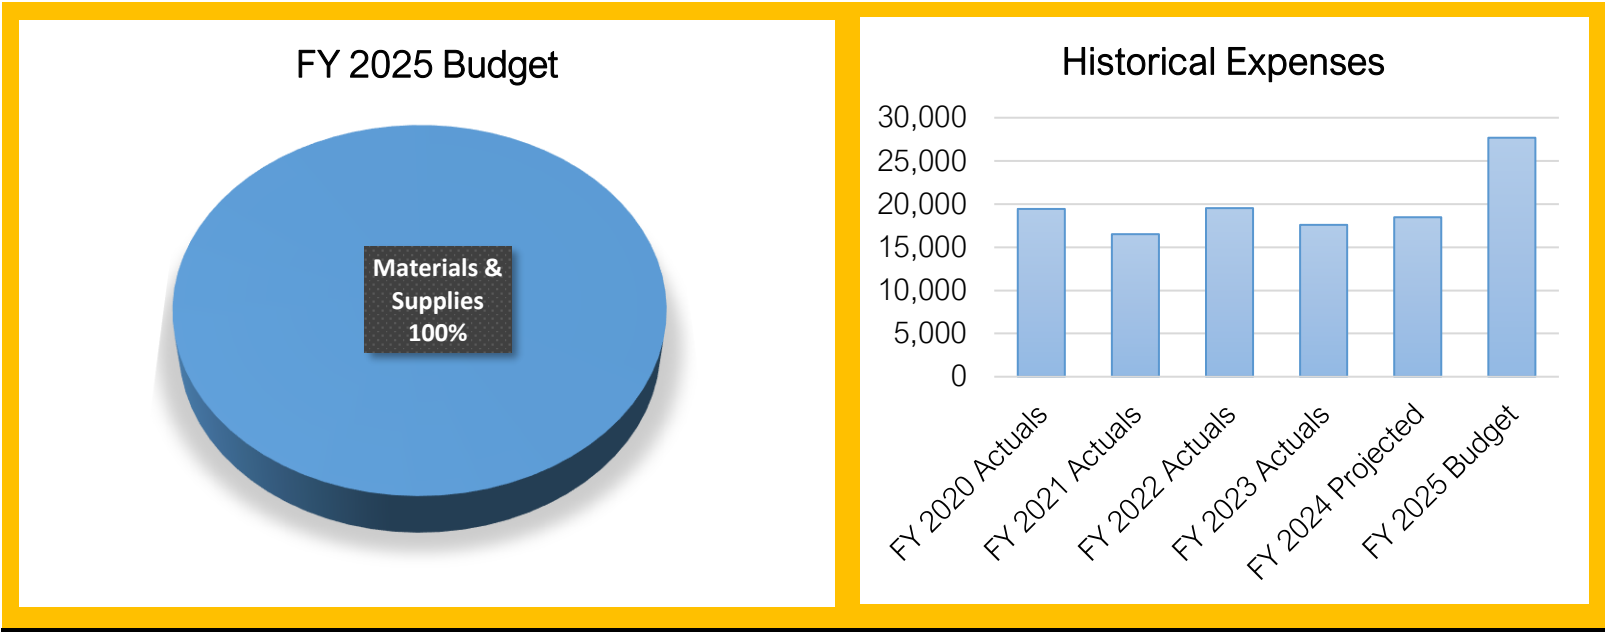 FY 2025 Budget
Materials &
Supplies
100%
Historical Expenses
30,000
25,000
20,000
15,000
10,000
5,000
0
FY 2020 Actuals
FY 2021 Actuals
FY 2022 Actuals
FY 2023 Actuals
FY 2024 Projected
FY 2025 Budget